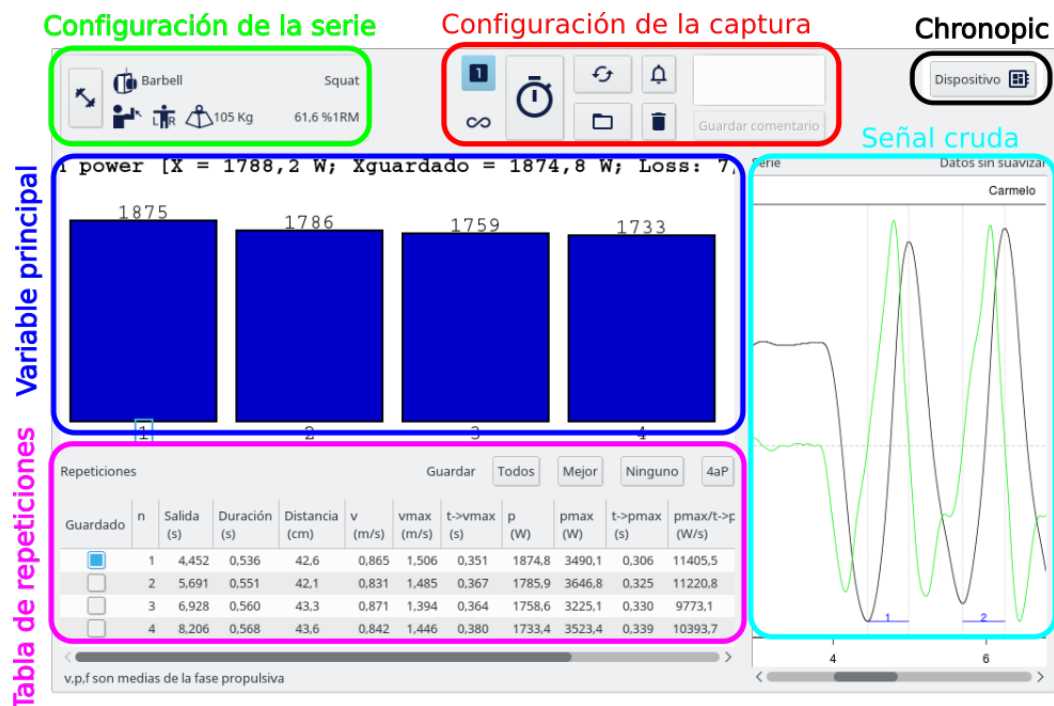 Configuración de la serie
Configuración de la captura
Chronopic
Barbell
Squat
L R
105 Kg
61,6 %1RM
1
Guardar comentario
Dispositivo
Señal cruda
Variable principal
power [X = 1788,2 W; Xguardado = 1874,8 W; Loss: 7,
1875
1786
1759
1733
1
2
3
4
Serie
Datos sin suavizar
Carmelo
1
2
4
6
Tabla de repeticiones
Repeticiones
Guardar
Todos
Mejor
Ninguno
4aP
Guardado n Salida (s) Duración (s) Distancia (cm) v (m/s) vmax (m/s) t->vmax (s) p (W) pmax (W) t->pmax (s) pmax/t->p (W/s)
1 4,452 0,536 42,6 0,865 1,506 0,351 1874,8 3490,1 0,306 11405,5
2 5,691 0,551 42,1 0,831 1,485 0,367 1785,9 3646,8 0,325 11220,8
3 6,928 0,560 43,3 0,871 1,394 0,364 1758,6 3225,1 0,330 9773,1
4 8,206 0,568 43,6 0,842 1,446 0,380 1733,4 3523,4 0,339 10393,7
v,p,f son medias de la fase propulsiva